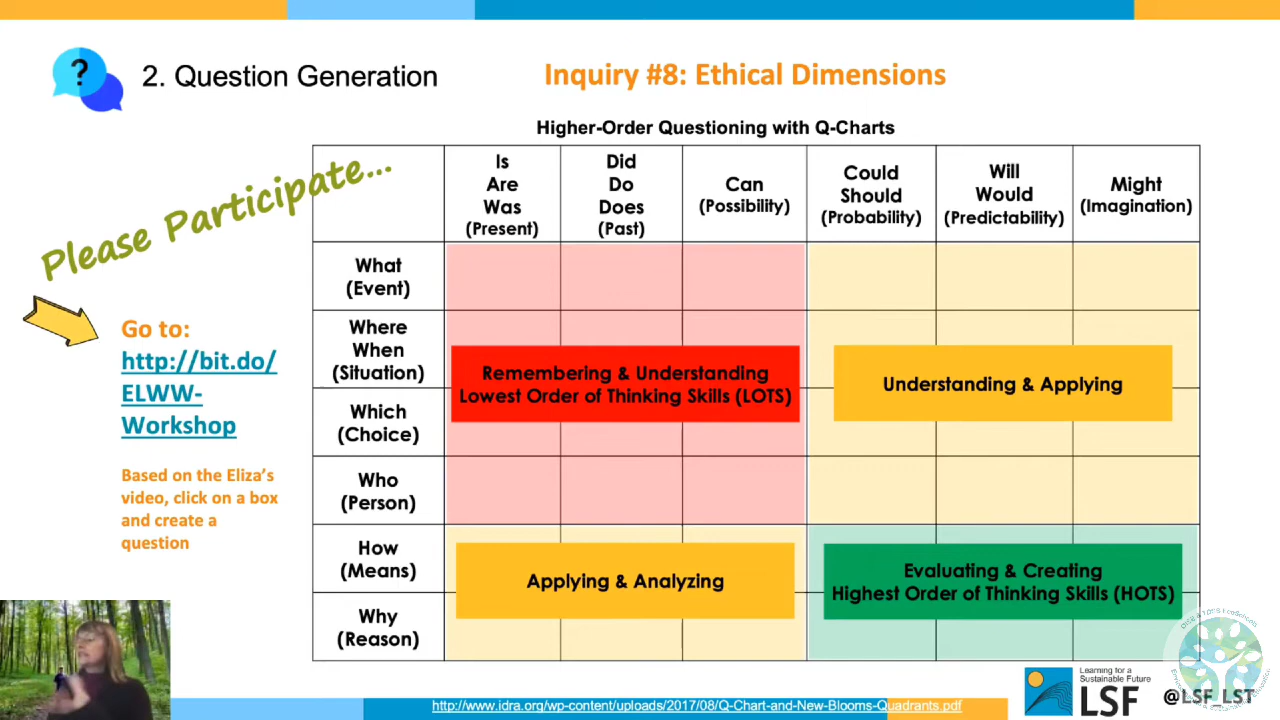 2. Question Generation
Inquiry #8: Ethical Dimensions
Higher-Order Questioning with Q-Charts
Please Participate...
Is
Are
Was
(Present)
Did
Do
Does
(Past)
Can
(Possibility)
Could
Should
(Probability)
Will
Would
(Predictability)
Might
(Imagination)
What
(Event)
Where
When
(Situation)
Which
(Choice)
Who
(Person)
How
(Means)
Why
(Reason)
Remembering & Understanding
Lowest Order of Thinking Skills (LOTS)
Understanding & Applying
Applying & Analyzing
Evaluating & Creating
Highest Order of Thinking Skills (HOTS)
Go to:
http://bit.do/
ELWW-
Workshop
Based on the Eliza's
video, click on a box
and create a
question
?
http://www.idra.org/wp-content/uploads/2017/08/Q-Chart-and-New-Blooms-Quadrants.pdf
Learning for a
Sustainable Future
LSF
@LSF_LST